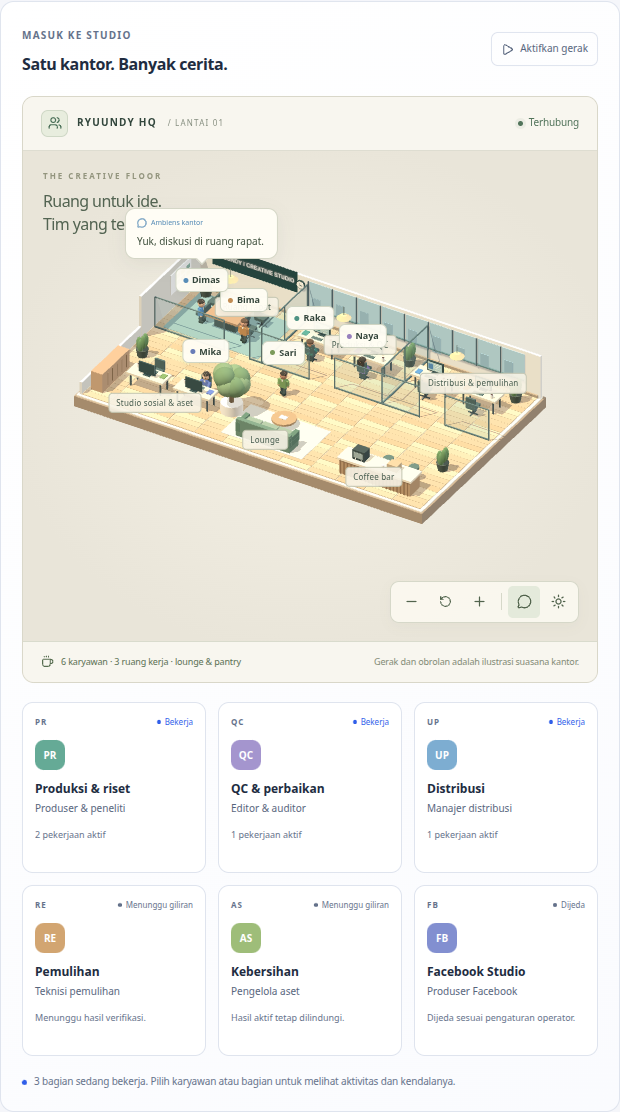 MASUK KE STUDIO
Satu kantor. Banyak cerita.
Aktifkan gerak
RYUUNDY HQ / LANTAI 01
Terhubung
THE CREATIVE FLOOR
Ruang untuk ide.
Tim yang
Ambiens kantor
Yuk, diskusi di ruang rapat.
CREATIVE STUDIO
Dimas
Bima
Raka
Naya
Mika
Sari
Distribusi & pemulihan
Studio sosial & aset
Lounge
Coffee bar
6 karyawan · 3 ruang kerja · lounge & pantry
Gerak dan obrolan adalah ilustrasi suasana kantor.
PR
Bekerja
PR
Produksi & riset
Produser & peneliti
2 pekerjaan aktif
QC
Bekerja
QC
QC & perbaikan
Editor & auditor
1 pekerjaan aktif
UP
Bekerja
UP
Distribusi
Manajer distribusi
1 pekerjaan aktif
RE
Menunggu giliran
RE
Pemulihan
Teknisi pemulihan
Menunggu hasil verifikasi.
AS
Menunggu giliran
AS
Kebersihan
Pengelola aset
Hasil aktif tetap dilindungi.
FB
Dijeda
FB
Facebook Studio
Produser Facebook
Dijeda sesuai pengaturan operator.
3 bagian sedang bekerja. Pilih karyawan atau bagian untuk melihat aktivitas dan kendalanya.